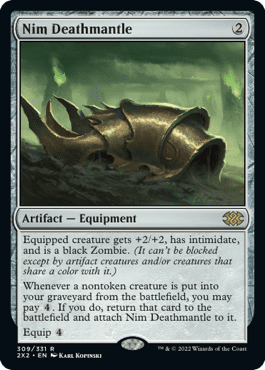 Nim Deathmantle 2
Artifact — Equipment
Equipped creature gets +2/+2, has intimidate,
and is a black Zombie. (It can't be blocked
except by artifact creatures and/or creatures that
share a color with it.)
Whenever a nontoken creature is put into
your graveyard from the battlefield, you may
pay 4. If you do, return that card to the
battlefield and attach Nim Deathmantle to it.
Equip 4
309/331 R
2X2 • EN Karl Kopinski ™ & © 2022 Wizards of the Coast